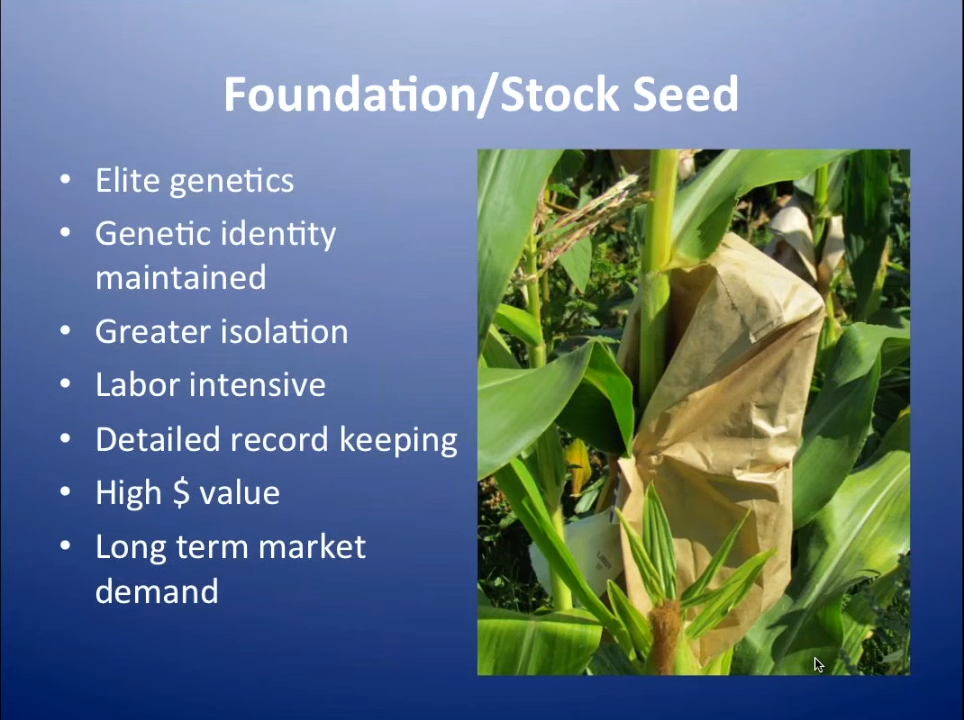 Foundation/Stock Seed
• Elite genetics
• Genetic identity
maintained
• Greater isolation
• Labor intensive
• Detailed record keeping
• High $ value
• Long term market
demand